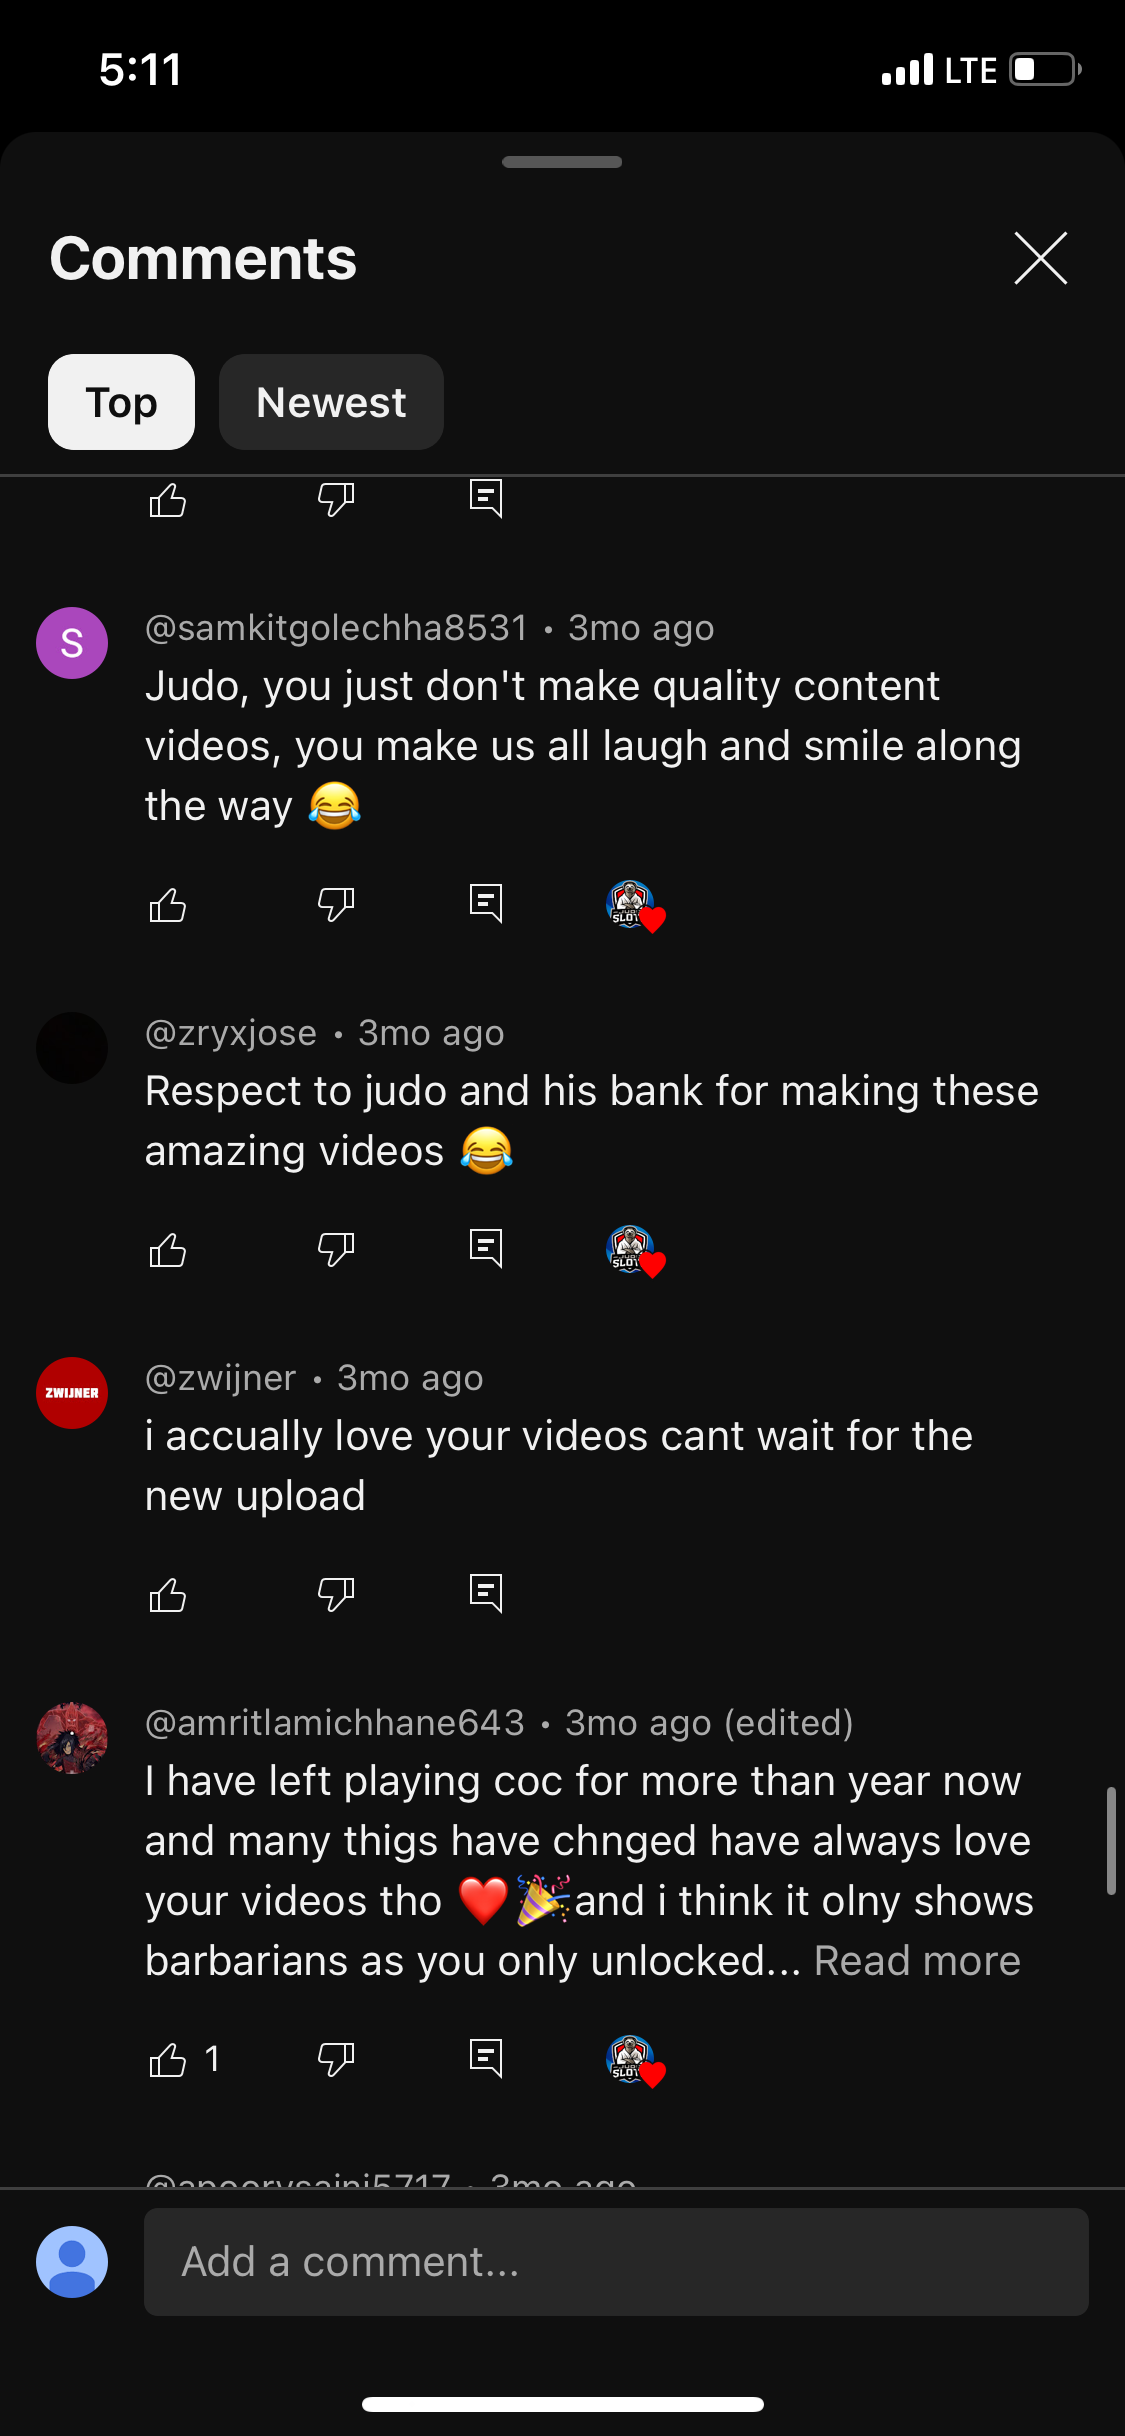 5:11
LTE
Comments
Top
Newest
@samkitgolechha8531 • 3mo ago
S
Judo, you just don't make quality content
videos, you make us all laugh and smile along
the way 😂
SLOT
@zryxjose • 3mo ago
Respect to judo and his bank for making these
amazing videos 😂
SLOT
@zwijner • 3mo ago
ZWIJNER
i accually love your videos cant wait for the
new upload
@amritlamichhane643 • 3mo ago (edited)
I have left playing coc for more than year now
and many thigs have chnged have always love
your videos tho ❤️🎉and i think it olny shows
barbarians as you only unlocked... Read more
1
SLOT
@apoorvsaini5717 • 3mo ago
Add a comment...